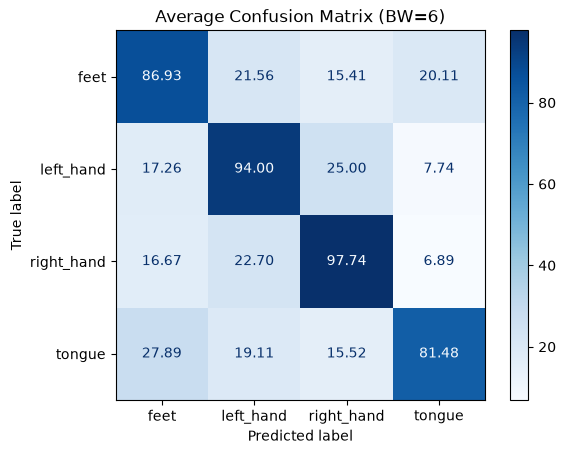 Average Confusion Matrix (BW=6)
feet 86.93 21.56 15.41 20.11
left_hand 17.26 94.00 25.00 7.74
right_hand 16.67 22.70 97.74 6.89
tongue 27.89 19.11 15.52 81.48
feet left_hand right_hand tongue
Predicted label
True label
80
60
40
20